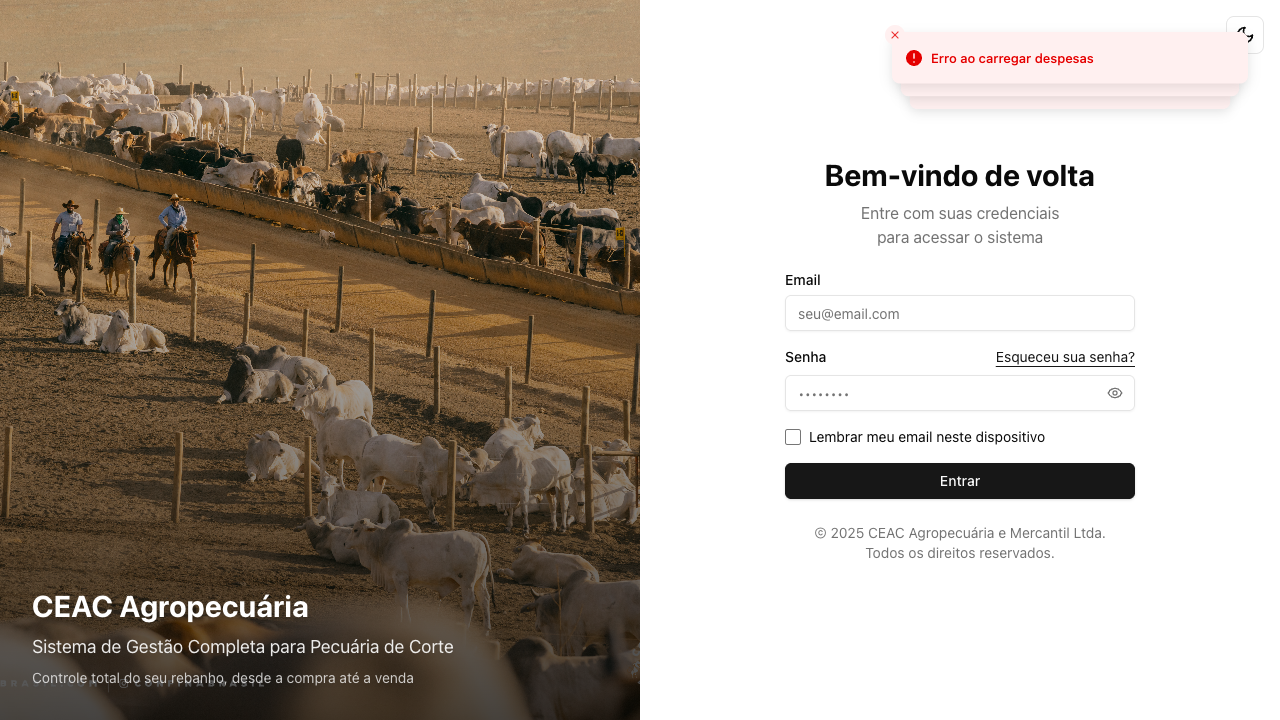 CEAC Agropecuária
Sistema de Gestão Completa para Pecuária de Corte
Controle total do seu rebanho, desde a compra até a venda
Erro ao carregar despesas
Bem-vindo de volta
Entre com suas credenciais
para acessar o sistema
Email
seu@email.com
Senha
Esqueceu sua senha?
Lembrar meu email neste dispositivo
Entrar
© 2025 CEAC Agropecuária e Mercantil Ltda.
Todos os direitos reservados.